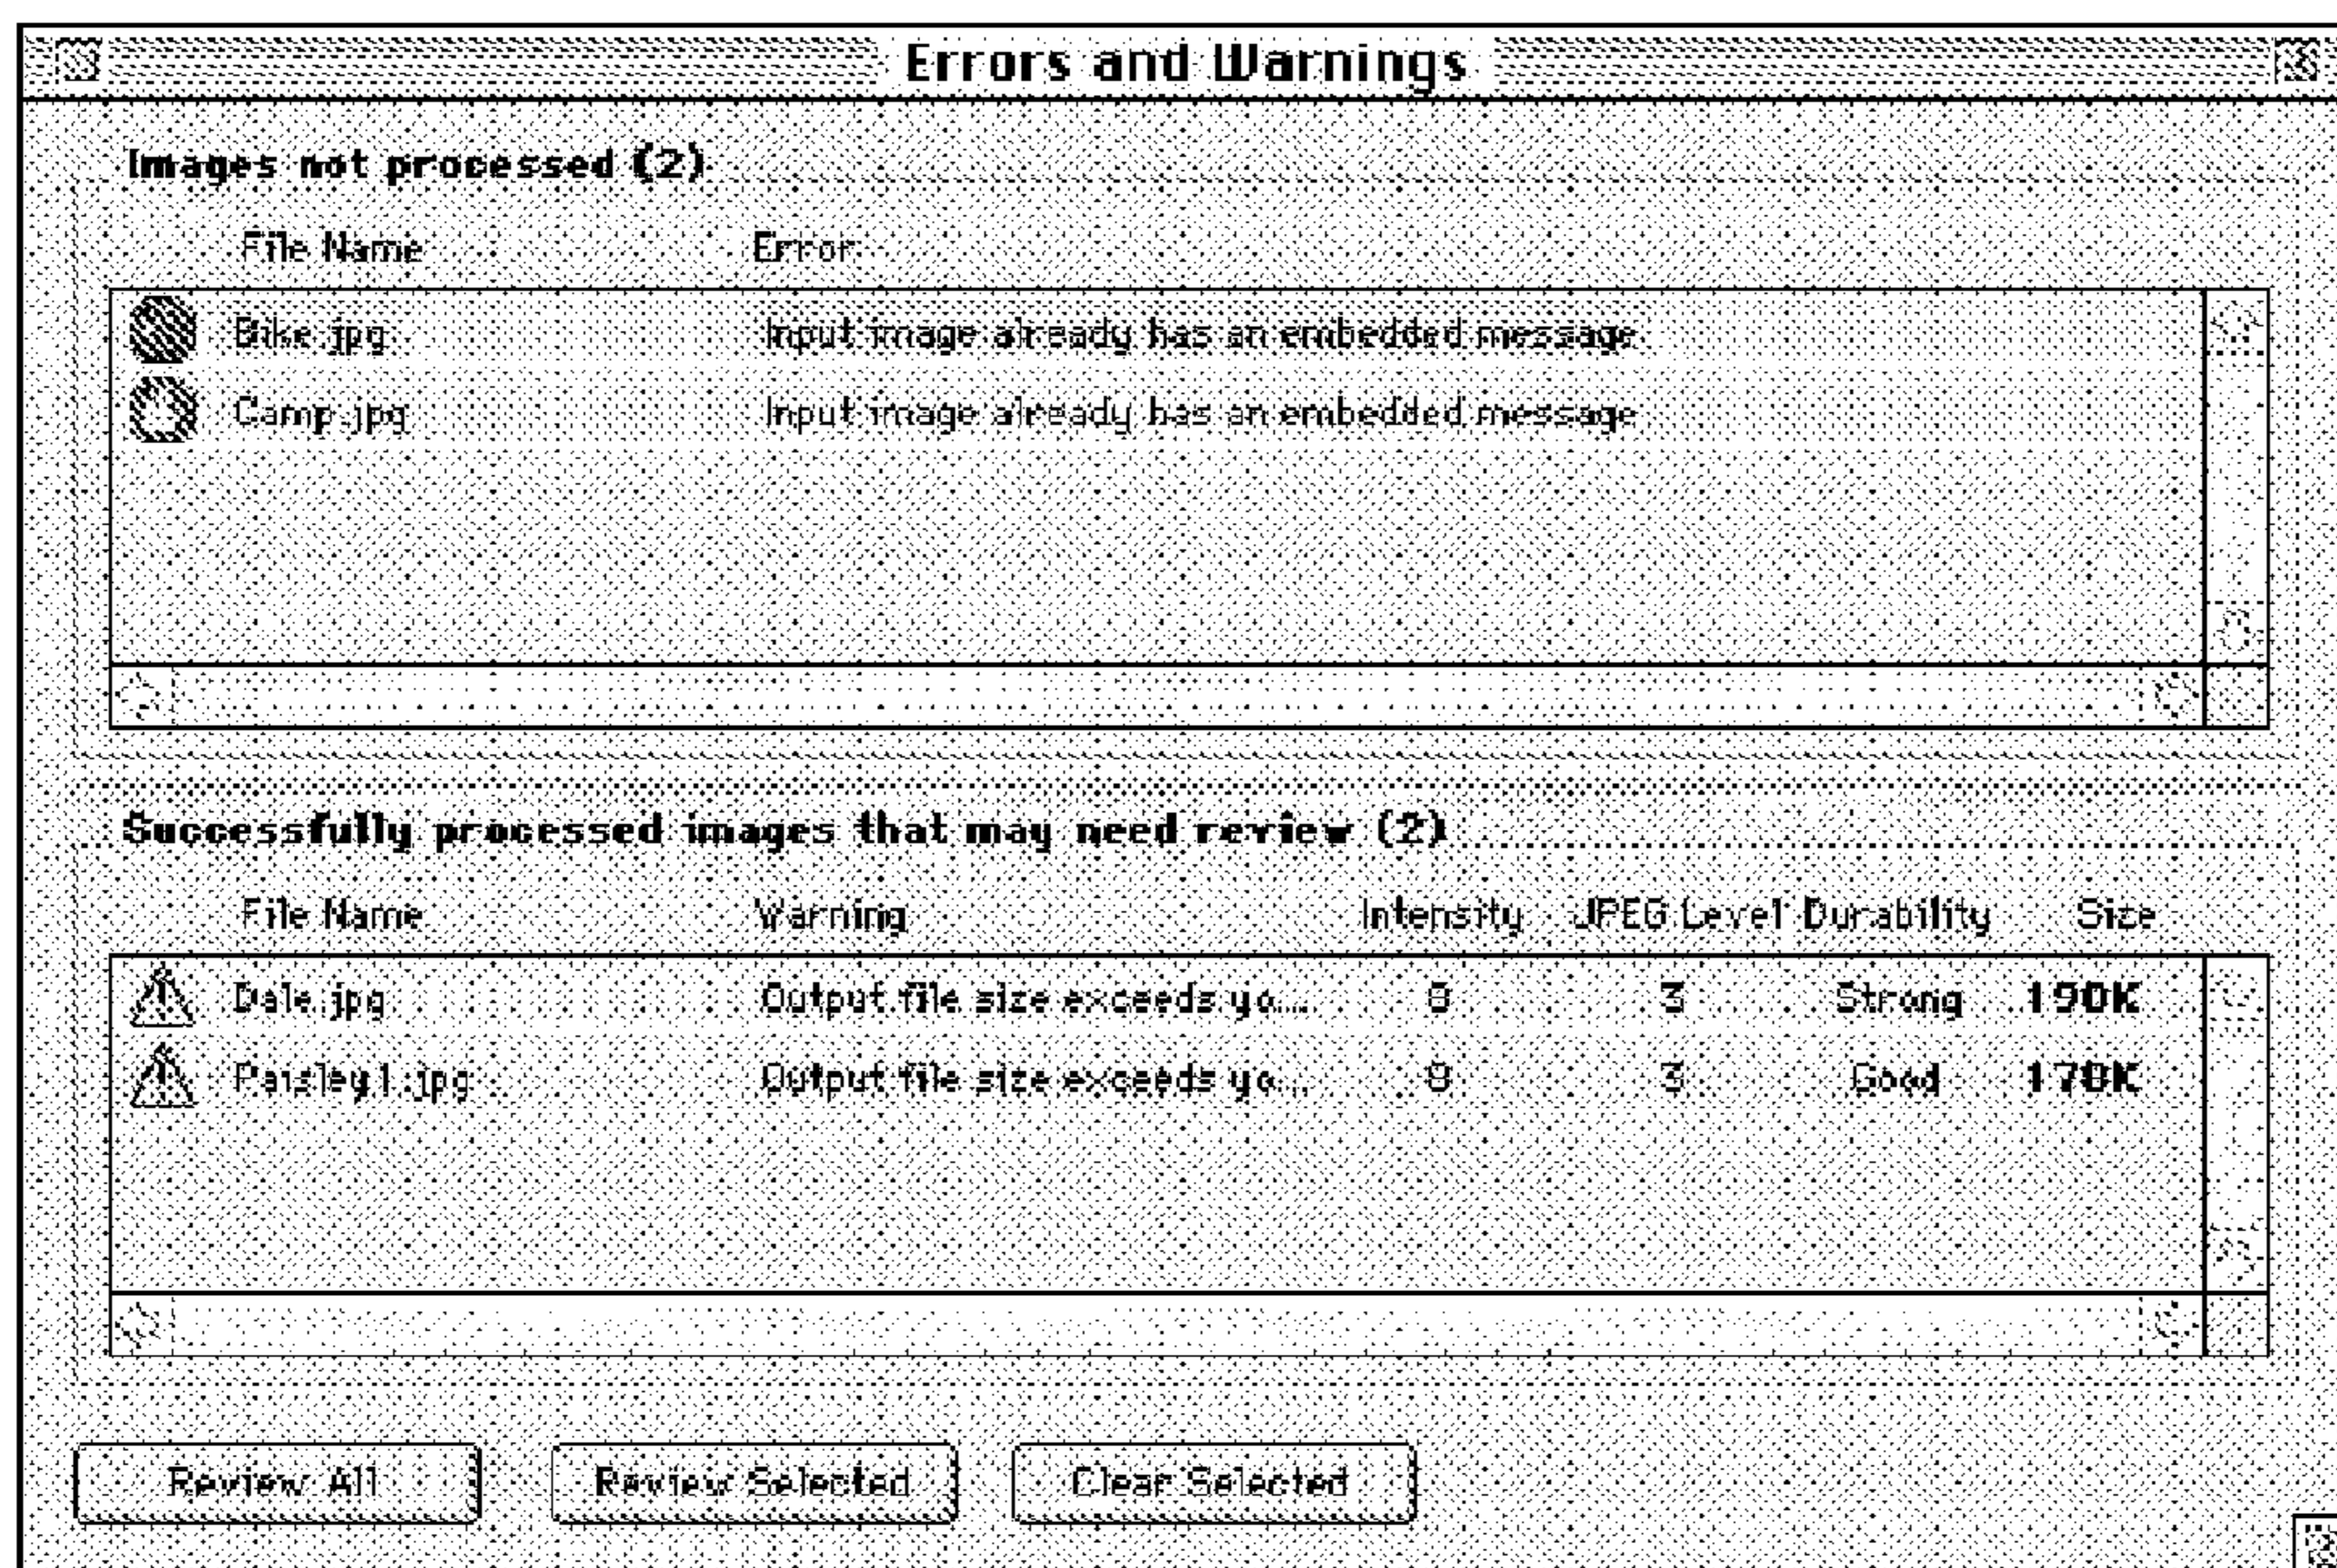 Errors and Warnings
Images not processed (2)
File Name Error
Bike.jpg Input image already has an embedded message
Camp.jpg Input image already has an embedded message
Successfully processed images that may need review (2)
File Name Warning Intensity JPEG Level Durability Size
Dale.jpg Output file size exceeds yo... 8 3 Strong 190K
Paisley1.jpg Output file size exceeds yo... 8 3 Good 178K
Review All Review Selected Clear Selected